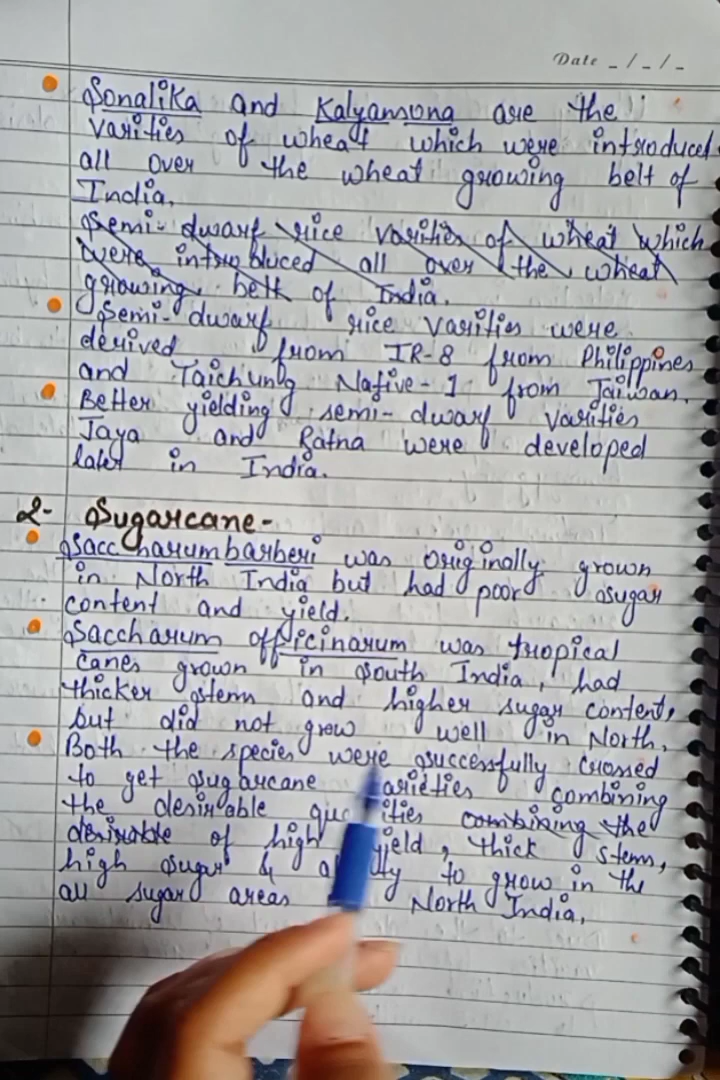 Date _/_/_
Sonalika and Kalyansona are the
varities of wheat which were introduced
all over the wheat growing belt of
India.
Semi-dwarf rice varities of wheat which
were introduced all over the wheat
growing belt of India.
Semi-dwarf rice varities were
derived from IR-8 from Philippines
and Taichung Native-1 from Taiwan.
Better yielding semi-dwarf varities
Jaya and Ratna were developed
later in India.
2- Sugarcane-
Saccharum barberi was originally grown
in North India but had poor sugar
content and yield.
Saccharum officinarum was tropical
canes grown in South India, had
thicker stem and higher sugar content,
but did not grow well in North.
Both the species were successfully crossed
to get sugarcane varieties combining
the desirable combining the
desirable of high yield, thick stem,
high sugar & to grow in the
all sugar areas North India.